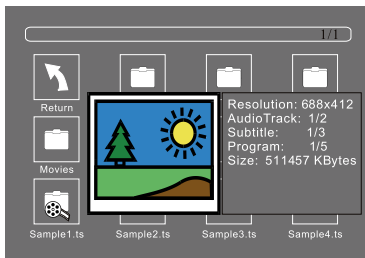 1/1
Return
Resolution: 688x412
AudioTrack: 1/2
Subtitle: 1/3
Program: 1/5
Size: 511457 KBytes
Movies
Sample1.ts Sample2.ts Sample3.ts Sample4.ts